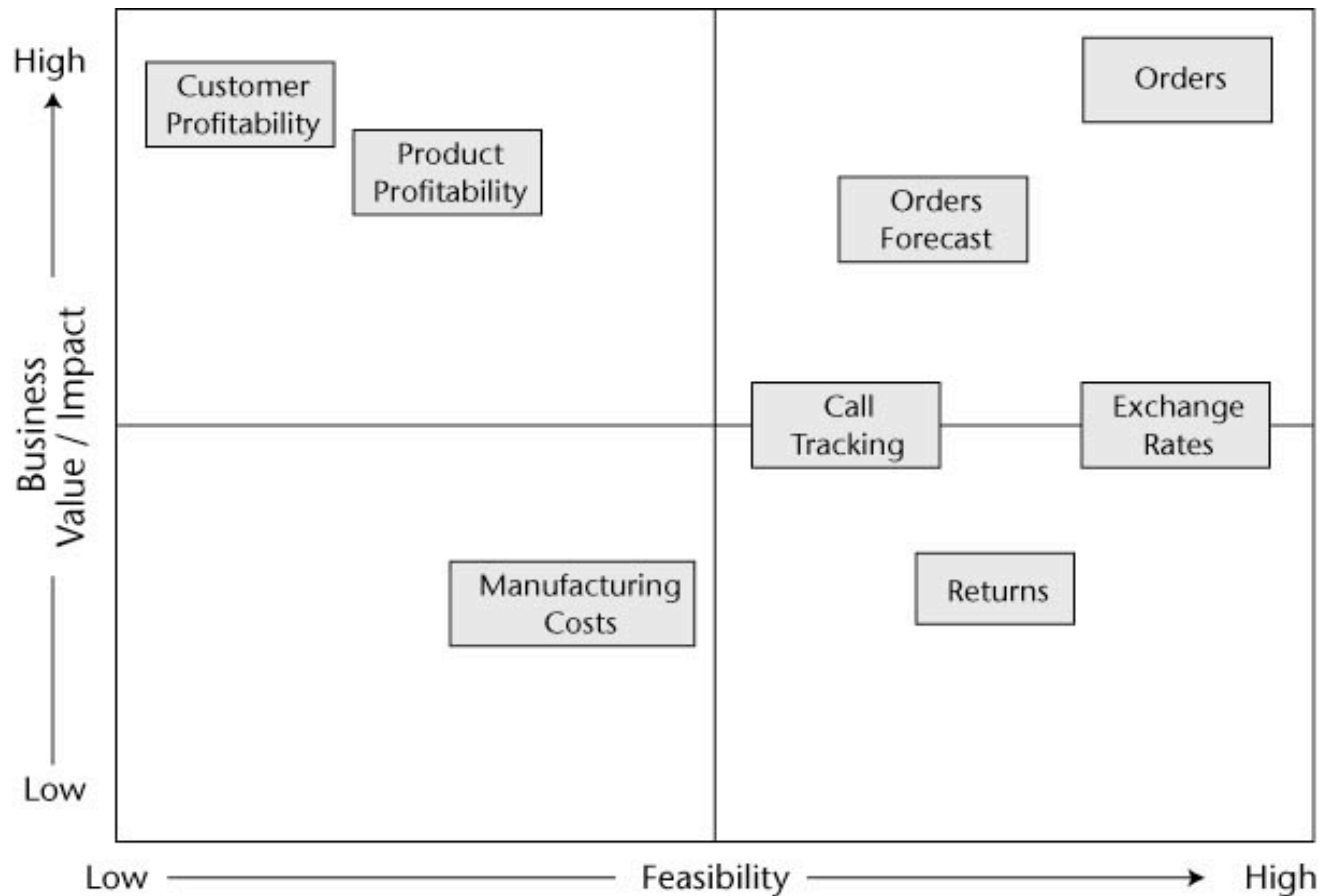 High
Customer
Profitability
Product
Profitability
Orders
Orders
Forecast
Business
Value / Impact
Call
Tracking
Exchange
Rates
Manufacturing
Costs
Returns
Low
Low
Feasibility
High